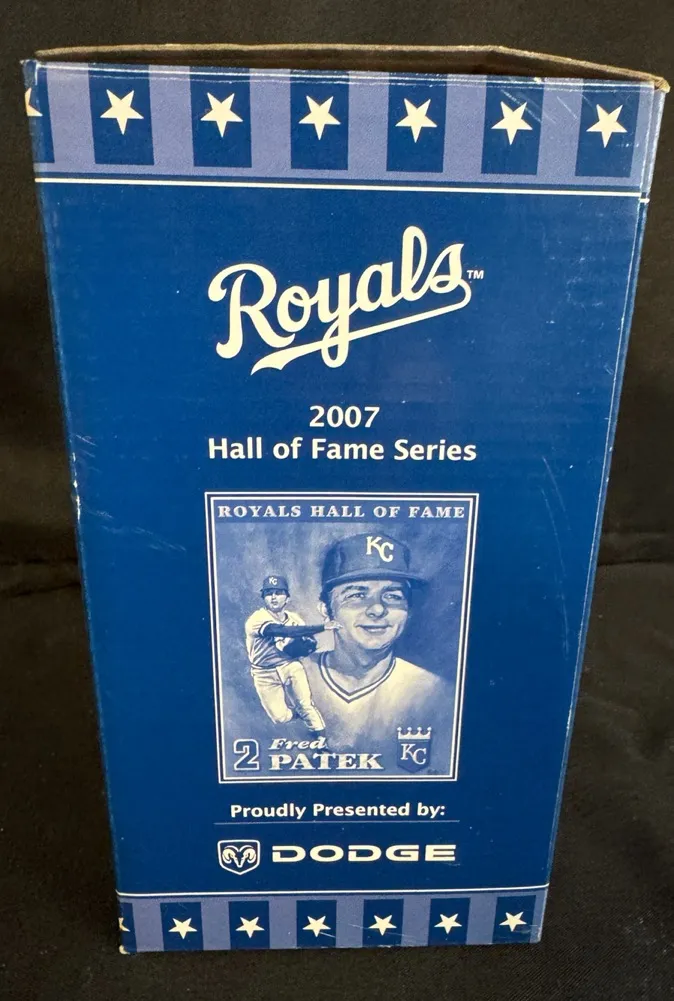 Royals™
2007
Hall of Fame Series
ROYALS HALL OF FAME
KC
KC
2 Fred
PATEK
KC
Proudly Presented by:
DODGE